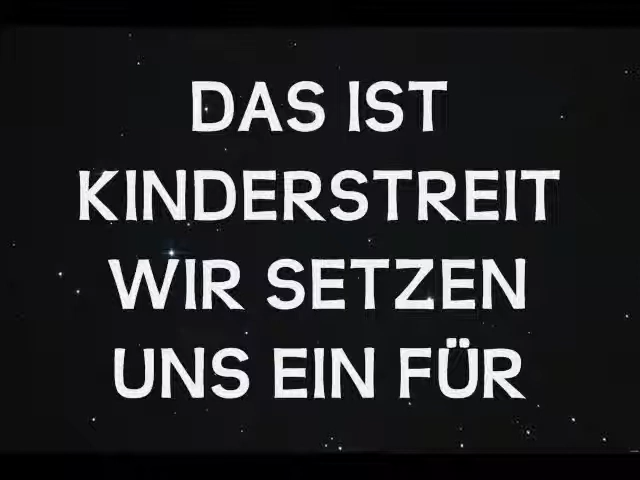 DAS IST
KINDERSTREIT
WIR SETZEN
UNS EIN FÜR